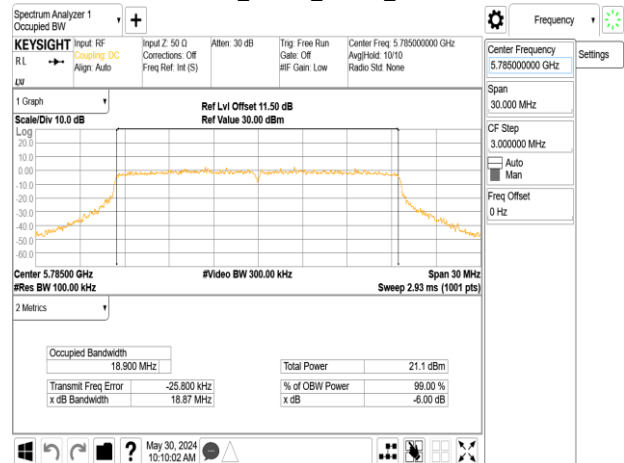 Spectrum Analyzer 1
Occupied BW
▼
+
Frequency
▼
KEYSIGHT
R L
LXI
Input: RF
Coupling: DC
Align: Auto
Input Z: 50 Ω
Corrections: Off
Freq Ref: Int (S)
Atten: 30 dB
Trig: Free Run
Gate: Off
#IF Gain: Low
Center Freq: 5.785000000 GHz
Avg|Hold: 10/10
Radio Std: None
Center Frequency
5.785000000 GHz
Settings
Span
30.000 MHz
CF Step
3.000000 MHz
Auto
Man
Freq Offset
0 Hz
1 Graph
▼
Scale/Div 10.0 dB
Ref Lvl Offset 11.50 dB
Ref Value 30.00 dBm
Log
20.0
10.0
0.00
-10.0
-20.0
-30.0
-40.0
-50.0
-60.0
Center 5.78500 GHz
#Res BW 100.00 kHz
#Video BW 300.00 kHz
Span 30 MHz
Sweep 2.93 ms (1001 pts)
2 Metrics
▼
Occupied Bandwidth
18.900 MHz
Total Power 21.1 dBm
Transmit Freq Error -25.800 kHz
% of OBW Power 99.00 %
x dB Bandwidth 18.87 MHz
x dB -6.00 dB
?
May 30, 2024
10:10:02 AM